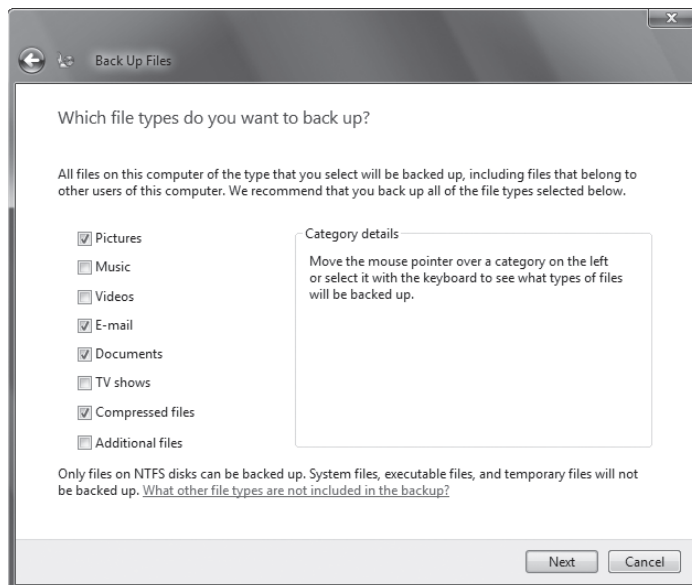 Back Up Files
Which file types do you want to back up?
All files on this computer of the type that you select will be backed up, including files that belong to
other users of this computer. We recommend that you back up all of the file types selected below.
Pictures
Music
Videos
E-mail
Documents
TV shows
Compressed files
Additional files
Category details
Move the mouse pointer over a category on the left
or select it with the keyboard to see what types of files
will be backed up.
Only files on NTFS disks can be backed up. System files, executable files, and temporary files will not
be backed up. What other file types are not included in the backup?
Next
Cancel